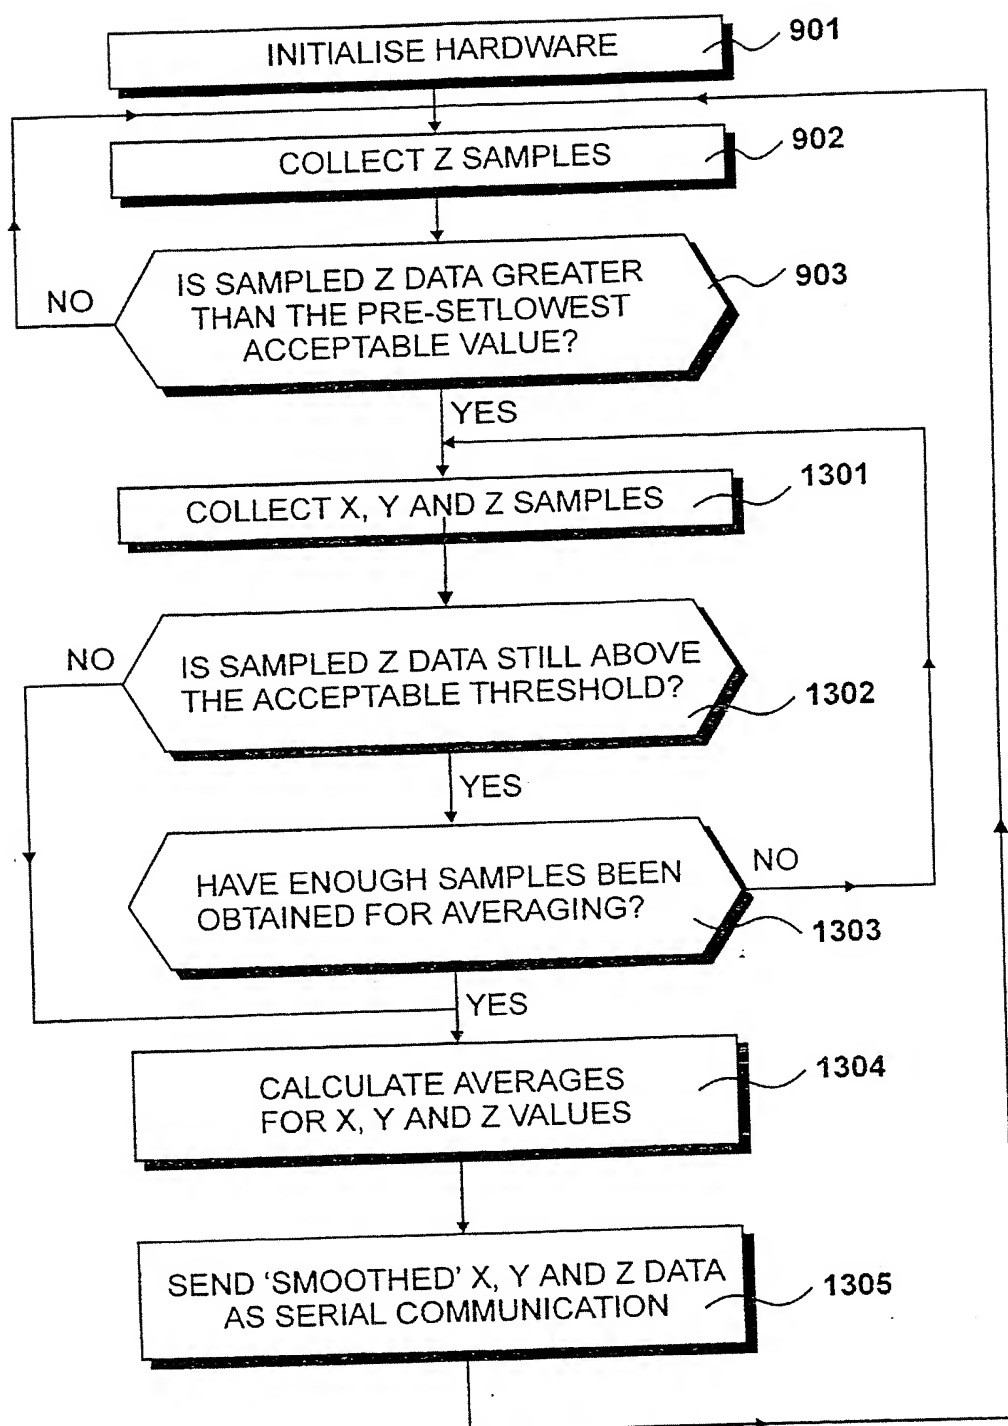 INITIALISE HARDWARE
901
COLLECT Z SAMPLES
902
IS SAMPLED Z DATA GREATER
THAN THE PRE-SETLOWEST
ACCEPTABLE VALUE?
903
NO
YES
COLLECT X, Y AND Z SAMPLES
1301
NO
IS SAMPLED Z DATA STILL ABOVE
THE ACCEPTABLE THRESHOLD?
1302
YES
HAVE ENOUGH SAMPLES BEEN
OBTAINED FOR AVERAGING?
NO
1303
YES
CALCULATE AVERAGES
FOR X, Y AND Z VALUES
1304
SEND ‘SMOOTHED’ X, Y AND Z DATA
AS SERIAL COMMUNICATION
1305